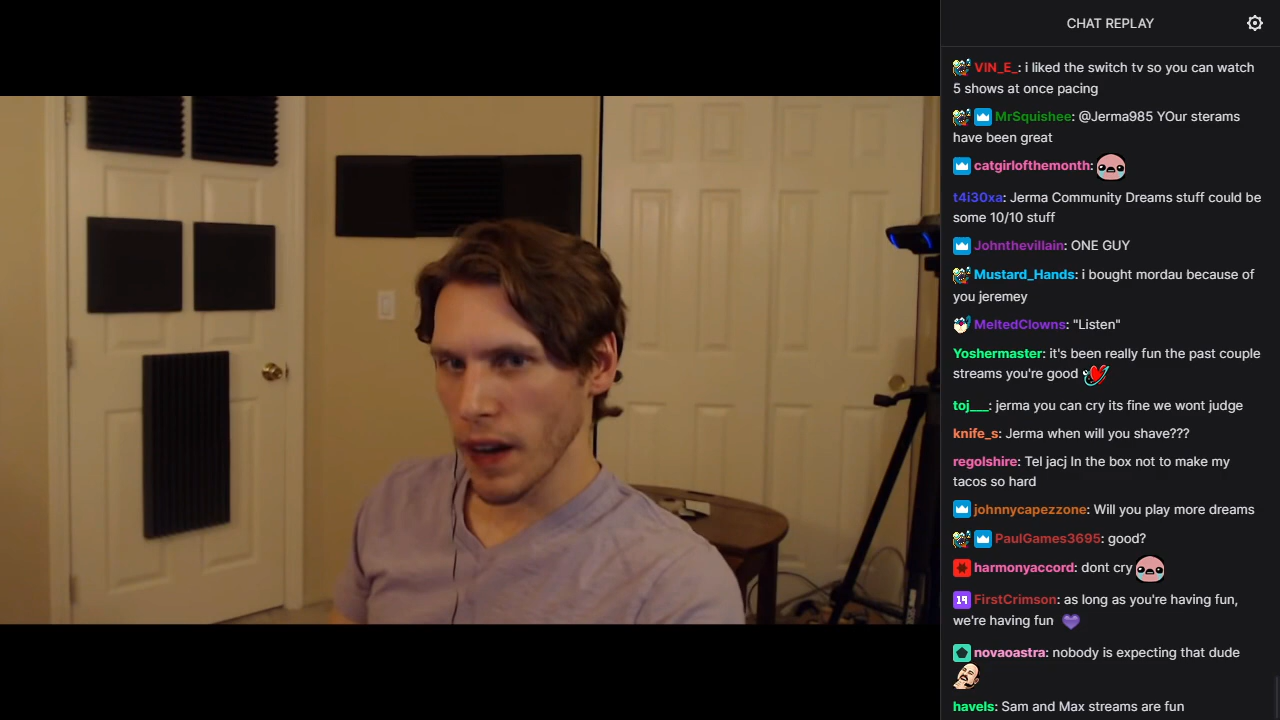 CHAT REPLAY
VIN_E_: i liked the switch tv so you can watch
5 shows at once pacing
MrSquishee: @Jerma985 YOur sterams
have been great
catgirlofthemonth:
t4i30xa: Jerma Community Dreams stuff could be
some 10/10 stuff
Johnthevillain: ONE GUY
Mustard_Hands: i bought mordau because of
you jeremey
MeltedClowns: "Listen"
Yoshermaster: it's been really fun the past couple
streams you're good
toj___: jerma you can cry its fine we wont judge
knife_s: Jerma when will you shave???
regolshire: Tel jacj In the box not to make my
tacos so hard
johnnycapezzone: Will you play more dreams
PaulGames3695: good?
harmonyaccord: dont cry
19 FirstCrimson: as long as you're having fun,
we're having fun
novaoastra: nobody is expecting that dude
havels: Sam and Max streams are fun